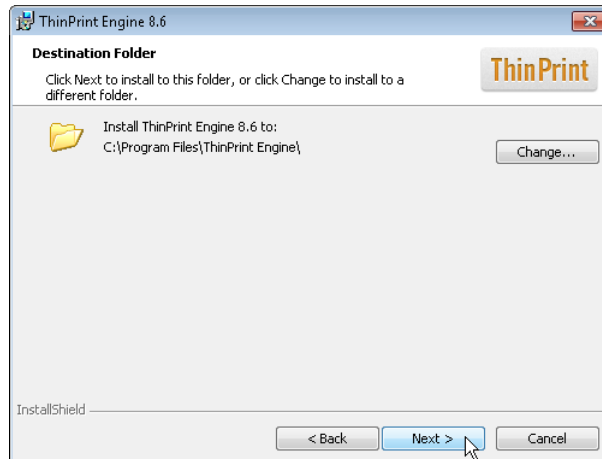 ThinPrint Engine 8.6
Destination Folder
Click Next to install to this folder, or click Change to install to a
different folder.
ThinPrint
Install ThinPrint Engine 8.6 to:
C:\Program Files\ThinPrint Engine\
Change...
InstallShield
< Back
Next >
Cancel